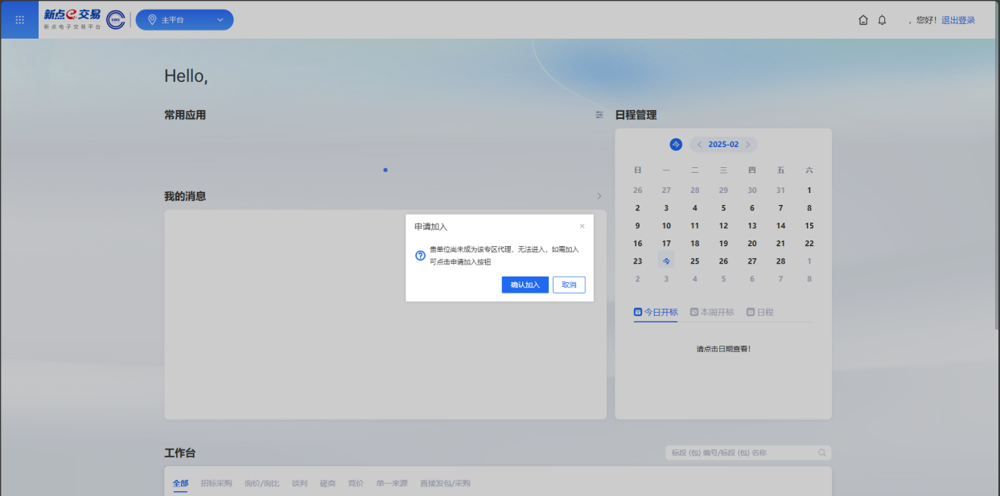 新点e交易
新点电子交易平台
主平台
，您好！ 退出登录
Hello,
常用应用
日程管理
今 2025-02
日 一 二 三 四 五 六
26 27 28 29 30 31 1
2 3 4 5 6 7 8
9 10 11 12 13 14 15
16 17 18 19 20 21 22
23 今 25 26 27 28 1
2 3 4 5 6 7 8
我的消息
申请加入
贵单位尚未成为该专区代理，无法进入，如需加入
可点击申请加入按钮
确认加入 取消
今日开标 本周开标 日程
请点击日期查看！
工作台
标段 (包) 编号/标段 (包) 名称
全部 招标采购 询价/询比 谈判 磋商 竞价 单一来源 直接发包/采购